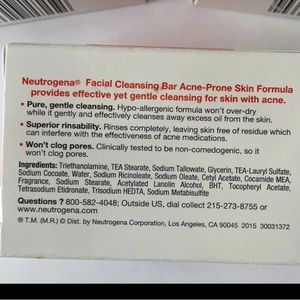 Neutrogena® Facial Cleansing Bar Acne-Prone Skin Formula
provides effective yet gentle cleansing for skin with acne.
• Pure, gentle cleansing. Hypo-allergenic formula won't over-dry
while it gently and effectively cleanses away excess oil from the skin.
• Superior rinsability. Rinses completely, leaving skin free of residue which
can interfere with the effectiveness of acne medications.
• Won't clog pores. Clinically tested to be non-comedogenic, so it
won't clog pores.
Ingredients: Triethanolamine, TEA Stearate, Sodium Tallowate, Glycerin, TEA-Lauryl Sulfate,
Sodium Cocoate, Water, Sodium Ricinoleate, Sodium Oleate, Cetyl Acetate, Cocamide MEA,
Fragrance, Sodium Stearate, Acetylated Lanolin Alcohol, BHT, Tocopheryl Acetate,
Tetrasodium Etidronate, Trisodium HEDTA, Sodium Metabisulfite
Questions ? 800-582-4048; Outside US, dial collect 215-273-8755 or
www.neutrogena.com
® T.M. © Dist. by Neutrogena Corporation, Los Angeles, CA 90045 2015 30031372